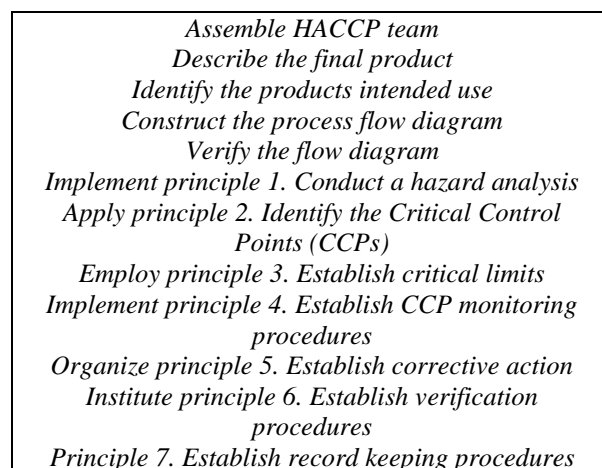 Assemble HACCP team
Describe the final product
Identify the products intended use
Construct the process flow diagram
Verify the flow diagram
Implement principle 1. Conduct a hazard analysis
Apply principle 2. Identify the Critical Control
Points (CCPs)
Employ principle 3. Establish critical limits
Implement principle 4. Establish CCP monitoring
procedures
Organize principle 5. Establish corrective action
Institute principle 6. Establish verification
procedures
Principle 7. Establish record keeping procedures